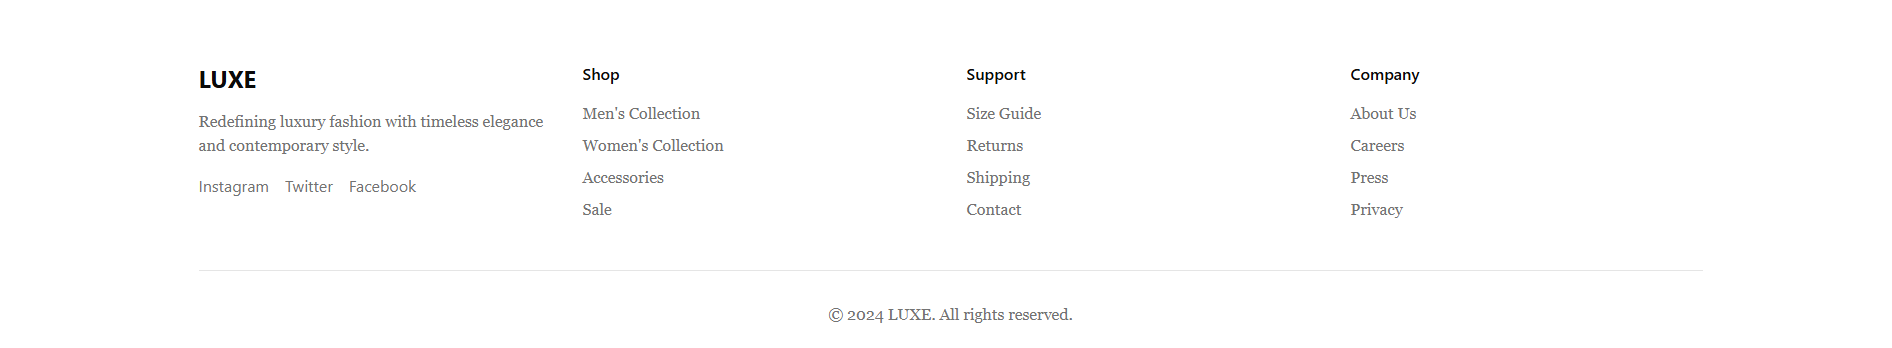 LUXE
Redefining luxury fashion with timeless elegance
and contemporary style.
Instagram Twitter Facebook
Shop
Men's Collection
Women's Collection
Accessories
Sale
Support
Size Guide
Returns
Shipping
Contact
Company
About Us
Careers
Press
Privacy
© 2024 LUXE. All rights reserved.